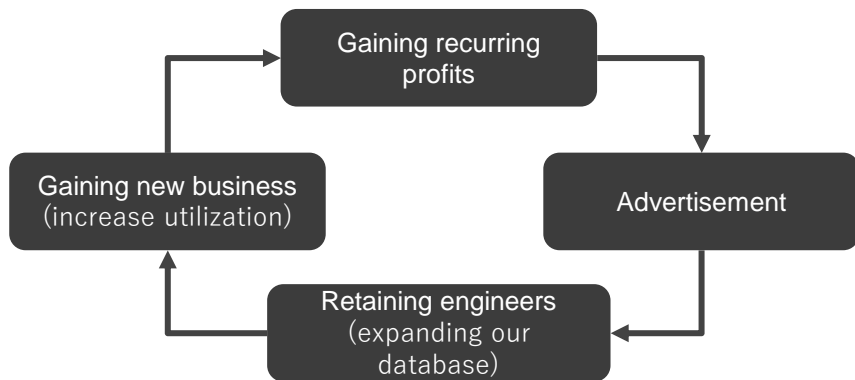 Gaining recurring
profits
Gaining new business
(increase utilization)
Advertisement
Retaining engineers
(expanding our
database)